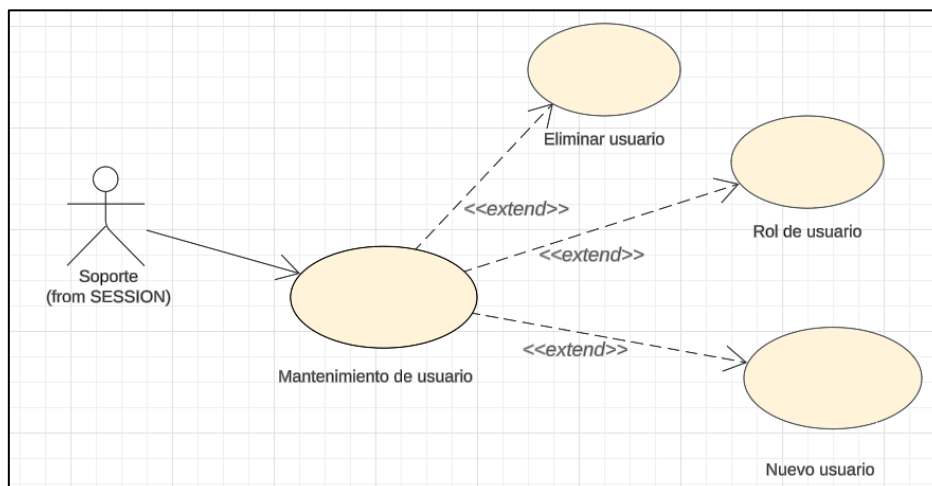 Eliminar usuario
<<extend>>
Rol de usuario
<<extend>>
Soporte
(from SESSION)
<<extend>>
Mantenimiento de usuario
Nuevo usuario